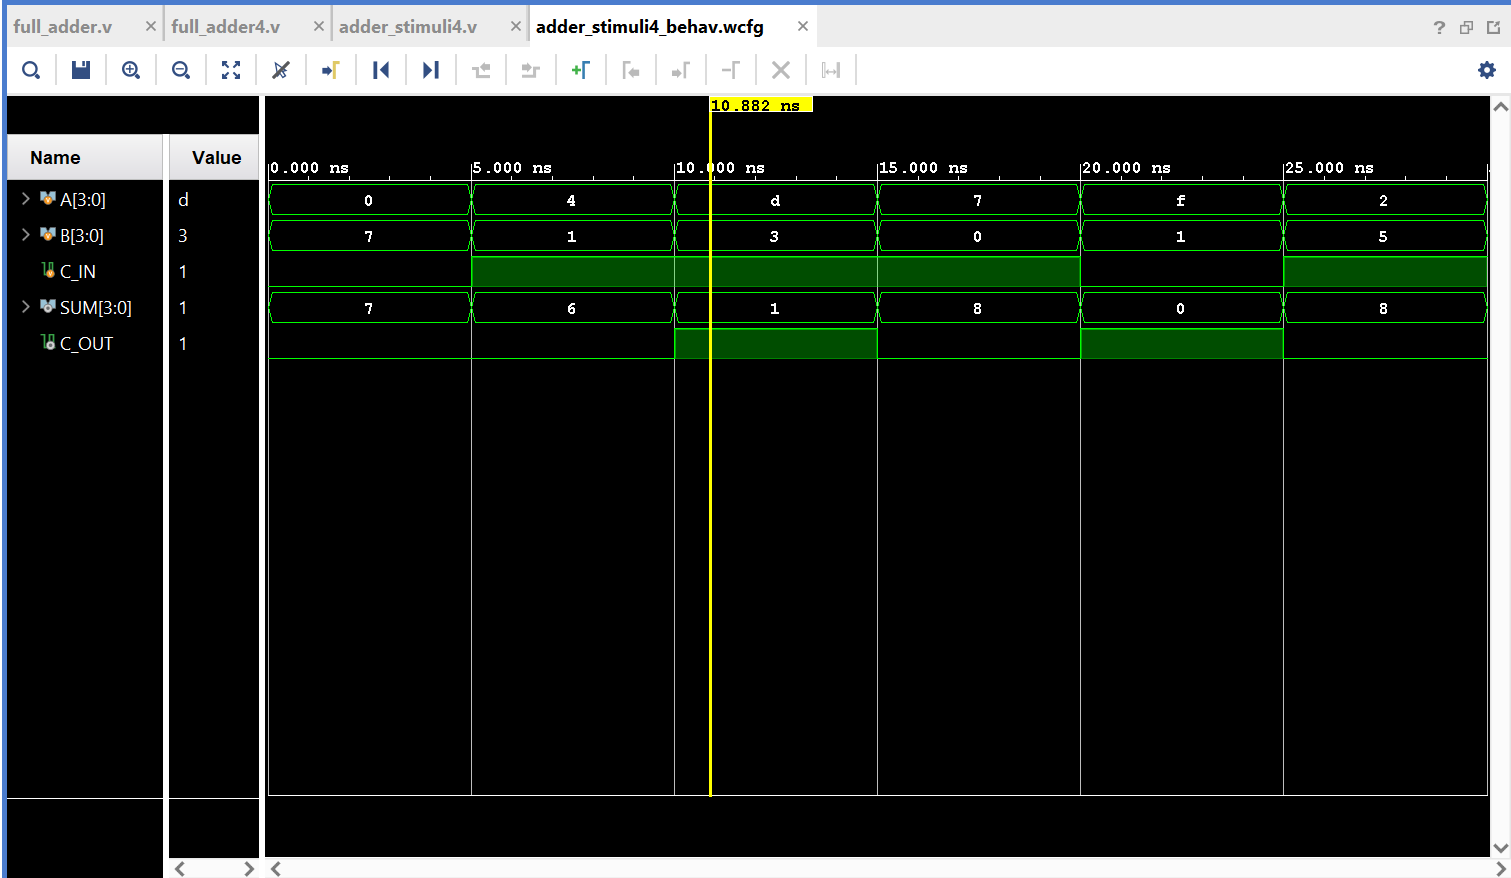 full_adder.v × full_adder4.v × adder_stimuli4.v × adder_stimuli4_behav.wcfg × ?
10.882 ns
Name Value
0.000 ns 5.000 ns 10.000 ns 15.000 ns 20.000 ns 25.000 ns
A[3:0] d 0 4 d 7 f 2
B[3:0] 3 7 1 3 0 1 5
C_IN 1
SUM[3:0] 1 7 6 1 8 0 8
C_OUT 1